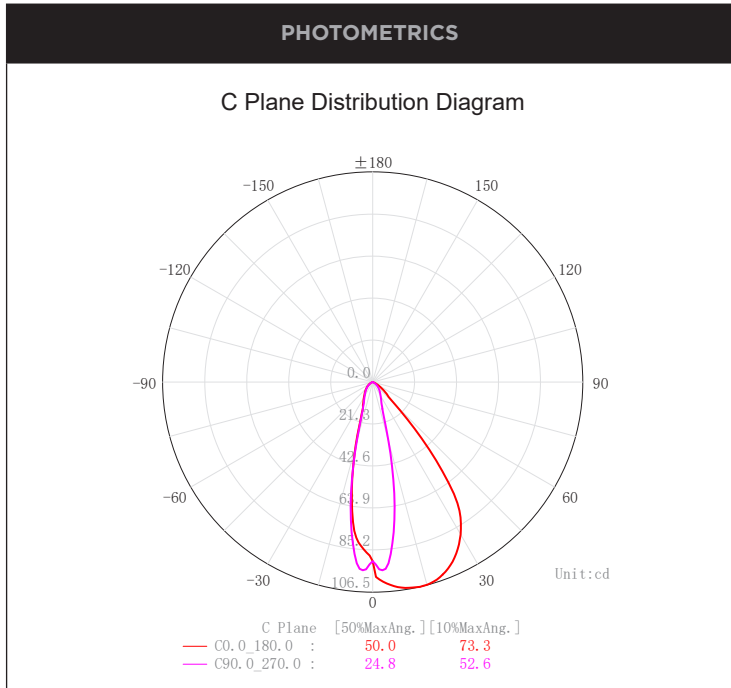 PHOTOMETRICS
C Plane Distribution Diagram
±180
-150 150
-120 120
0.0
-90 90
21.3
42.6
-60 60
63.9
85.2
-30 30
Unit:cd
106.5
0
C Plane [50%MaxAng.][10%MaxAng.]
C0.0_180.0 : 50.0 73.3
C90.0_270.0 : 24.8 52.6